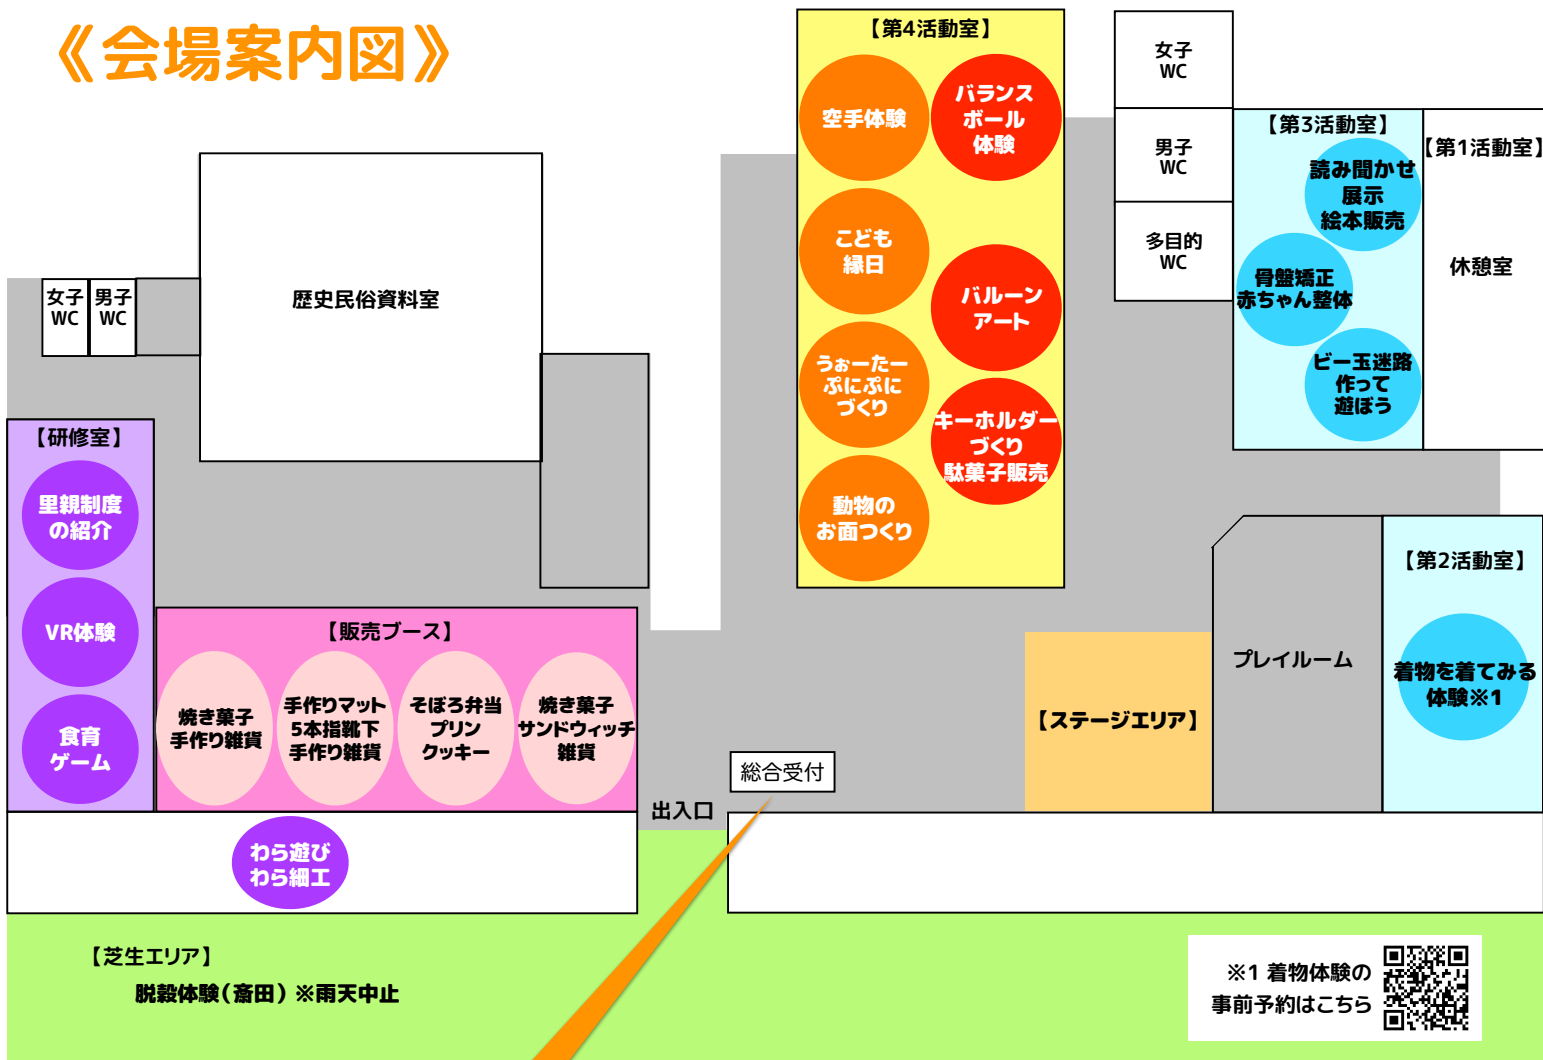 《会場案内図》
【第4活動室】
空手体験
バランス
ボール
体験
こども
縁日
バルーン
アート
うぉーたー
ぷにぷに
づくり
キーホルダー
づくり
駄菓子販売
動物の
お面つくり
女子
WC
男子
WC
多目的
WC
【第3活動室】
読み聞かせ
展示
絵本販売
骨盤矯正
赤ちゃん整体
ビー玉迷路
作って
遊ぼう
【第1活動室】
休憩室
歴史民俗資料室
女子
WC
男子
WC
【研修室】
里親制度
の紹介
VR体験
食育
ゲーム
【販売ブース】
焼き菓子
手作り雑貨
手作りマット
5本指靴下
手作り雑貨
そぼろ弁当
プリン
クッキー
焼き菓子
サンドウィッチ
雑貨
【ステージエリア】
プレイルーム
【第2活動室】
着物を着てみる
体験※1
総合受付
出入口
わら遊び
わら細工
【芝生エリア】
脱穀体験(斎田)※雨天中止
※1 着物体験の
事前予約はこちら